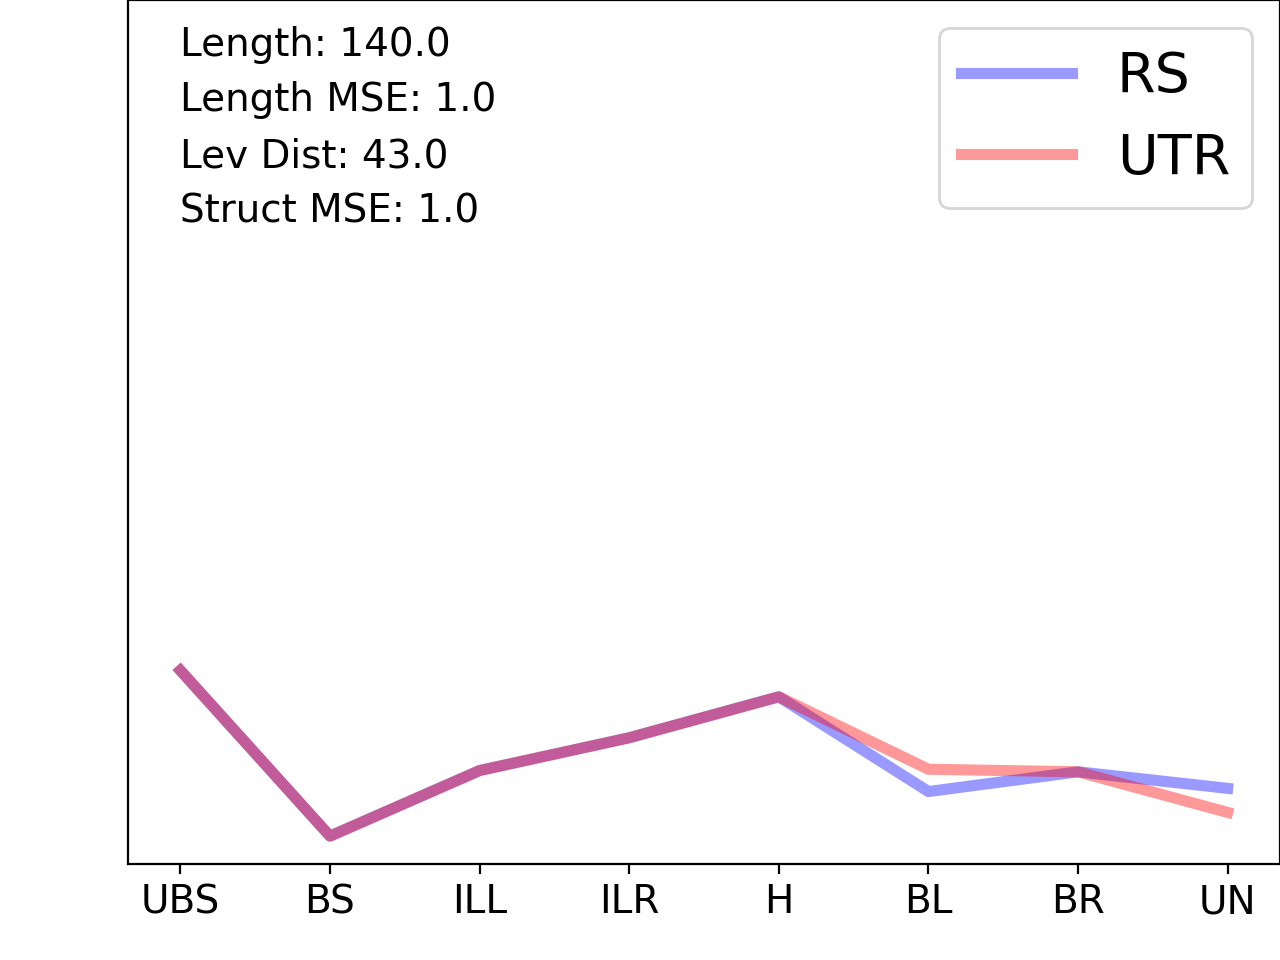 Length: 140.0
Length MSE: 1.0
Lev Dist: 43.0
Struct MSE: 1.0
RS
UTR
UBS BS ILL ILR H BL BR UN